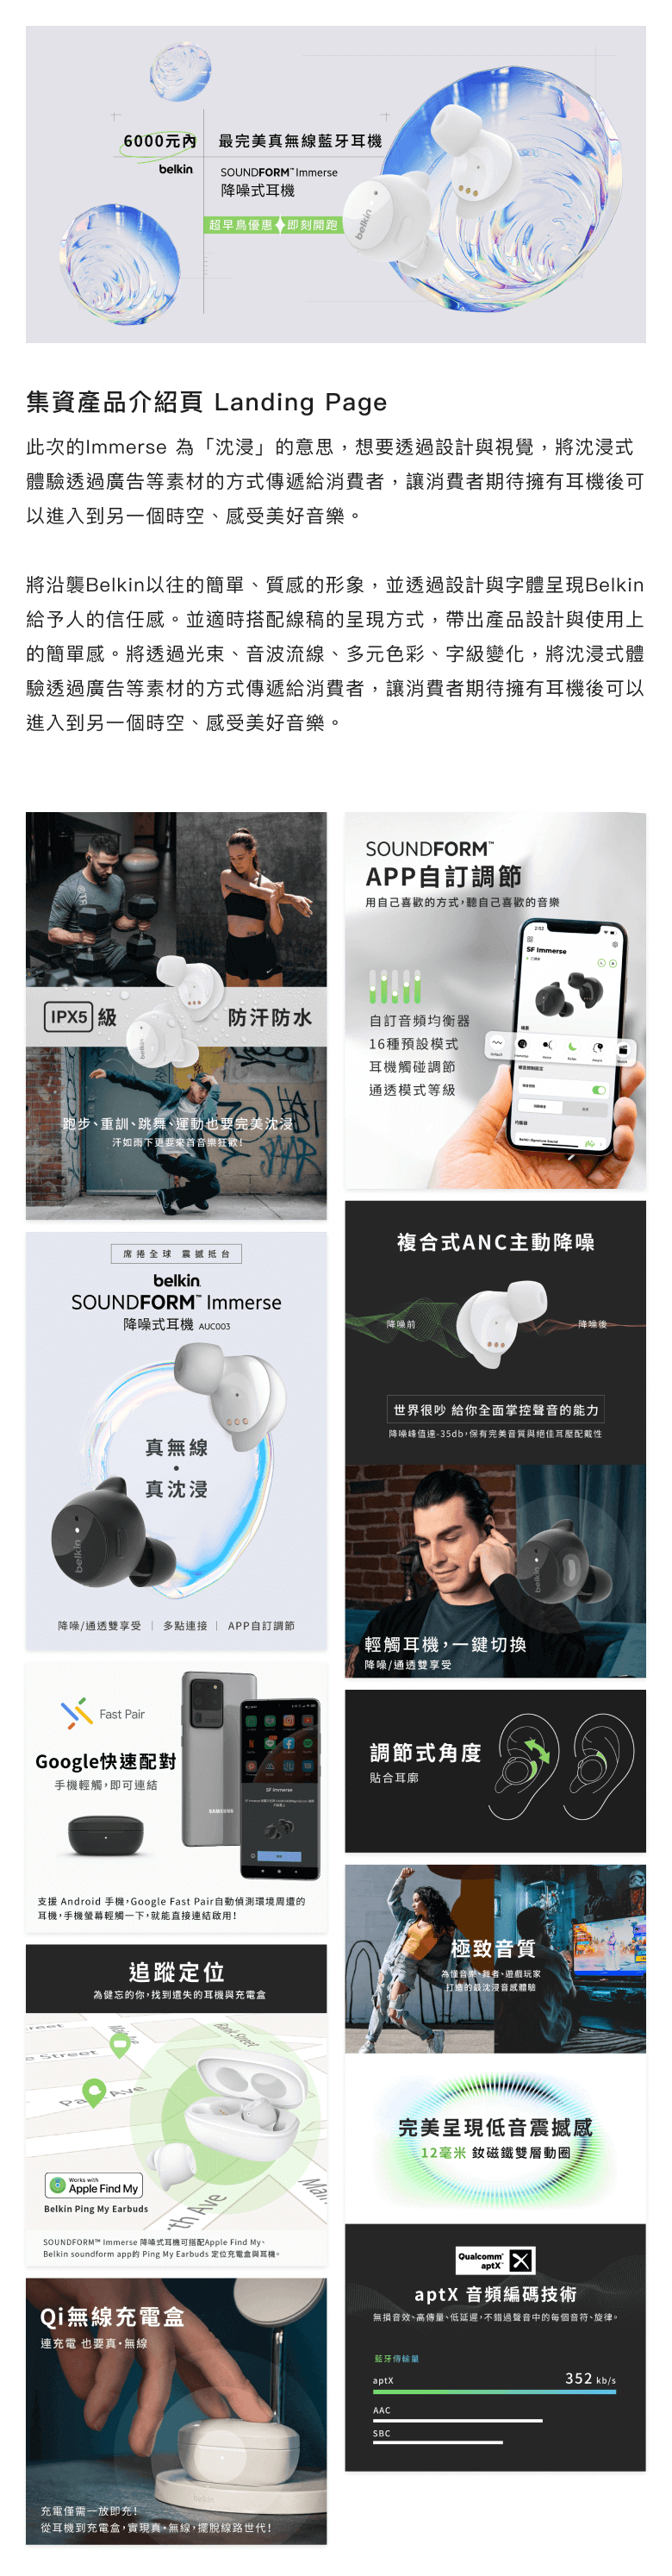 6000元內
最完美真無線藍牙耳機
belkin
SOUNDFORM™ Immerse
降噪式耳機
超早鳥優惠 即刻開跑
belkin
集資產品介紹頁 Landing Page
此次的Immerse 為「沈浸」的意思，想要透過設計與視覺，將沈浸式
體驗透過廣告等素材的方式傳遞給消費者，讓消費者期待擁有耳機後可
以進入到另一個時空、感受美好音樂。
將沿襲Belkin以往的簡單、質感的形象，並透過設計與字體呈現Belkin
給予人的信任感。並適時搭配線稿的呈現方式，帶出產品設計與使用上
的簡單感。將透過光束、音波流線、多元色彩、字級變化，將沈浸式體
驗透過廣告等素材的方式傳遞給消費者，讓消費者期待擁有耳機後可以
進入到另一個時空、感受美好音樂。
IPX5 級
防汗防水
跑步、重訓、跳舞、運動也要完美沈浸
汗如雨下更要來首音樂狂歡！
席捲全球 震撼抵台
belkin
SOUNDFORM™ Immerse
降噪式耳機 AUC003
真無線
•
真沈浸
belkin
降噪/通透雙享受 | 多點連接 | APP自訂調節
Fast Pair
Google快速配對
手機輕觸，即可連結
SAMSUNG
SF Immerse
支援 Android 手機，Google Fast Pair自動偵測環境周遭的
耳機，手機螢幕輕觸一下，就能直接連結啟用！
追蹤定位
為健忘的你，找到遺失的耳機與充電盒
Bank Street
Street
Works with
Apple Find My
Belkin Ping My Earbuds
SOUNDFORM™ Immerse 降噪式耳機可搭配Apple Find My、
Belkin soundform app的 Ping My Earbuds 定位充電盒與耳機。
Qi無線充電盒
連充電 也要真・無線
belkin
充電僅需一放即充！
從耳機到充電盒，實現真・無線，擺脫線路世代！
SOUNDFORM™
APP自訂調節
用自己喜歡的方式，聽自己喜歡的音樂
2:52
SF Immerse
自訂音頻均衡器
16種預設模式
耳機觸碰調節
通透模式等級
複合式ANC主動降噪
降噪前
降噪後
世界很吵 給你全面掌控聲音的能力
降噪峰值達-35db，保有完美音質與絕佳耳壓配戴性
belkin
輕觸耳機，一鍵切換
降噪/通透雙享受
調節式角度
貼合耳廓
極致音質
為懂音樂、舞者、遊戲玩家
打造的最沈浸音感體驗
完美呈現低音震撼感
12毫米 釹磁鐵雙層動圈
Qualcomm
aptX
aptX 音頻編碼技術
無損音效、高傳量、低延遲，不錯過聲音中的每個音符、旋律。
藍牙傳輸量
aptX
352 kb/s
AAC
SBC